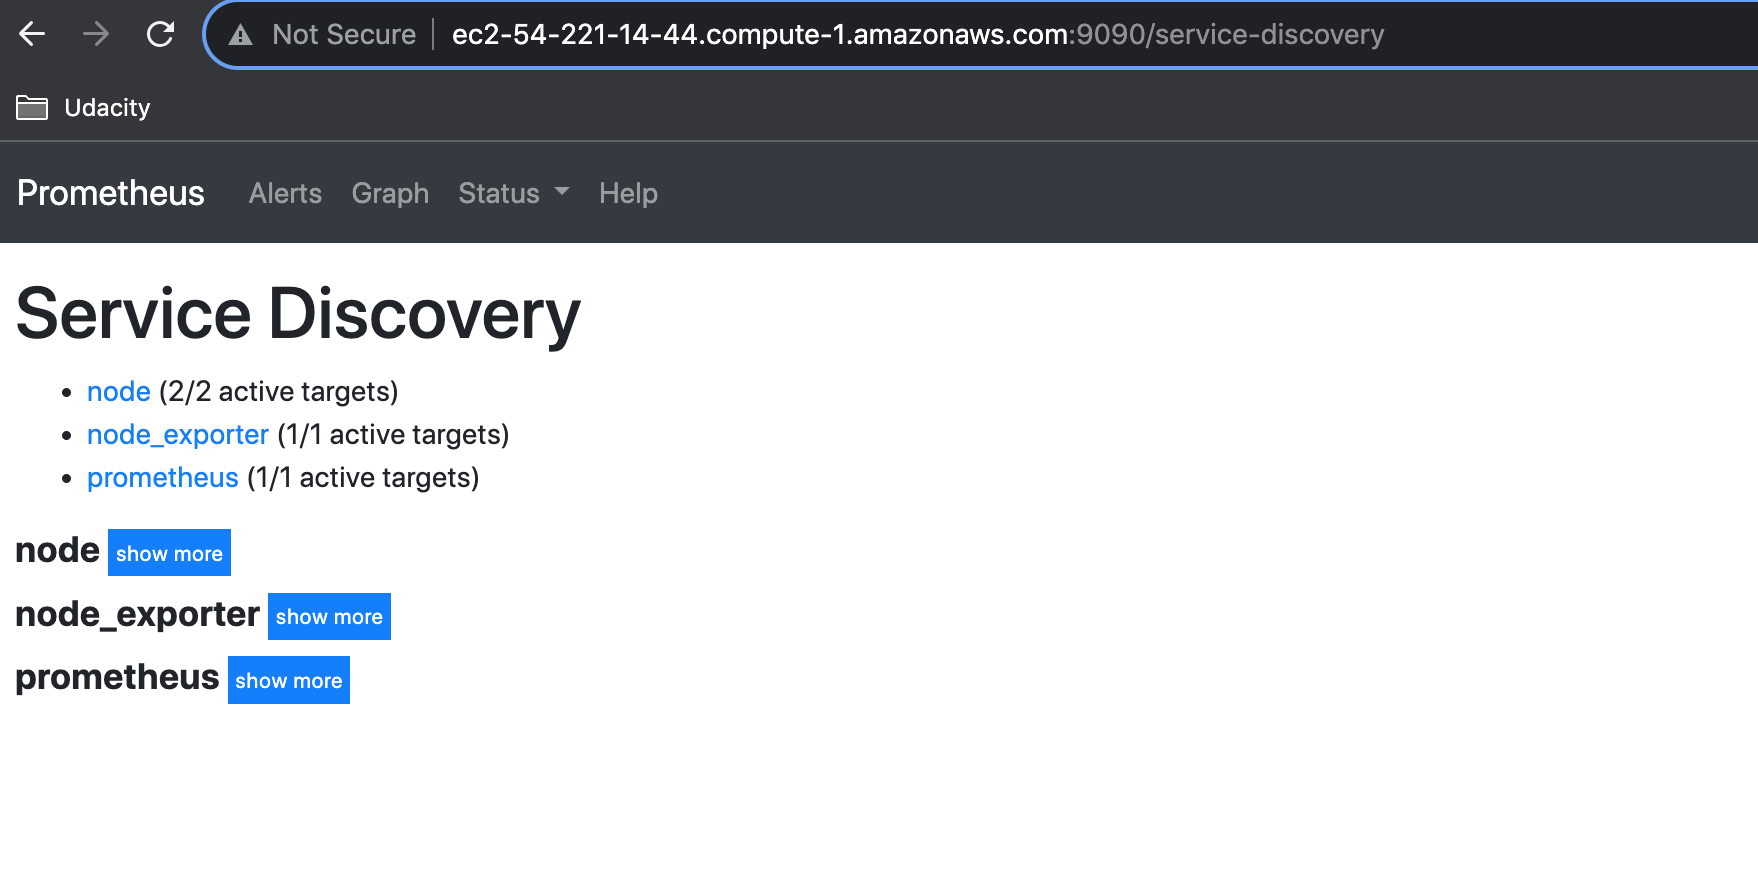 Not Secure ec2-54-221-14-44.compute-1.amazonaws.com:9090/service-discovery
Udacity
Prometheus Alerts Graph Status Help
Service Discovery
node (2/2 active targets)
node_exporter (1/1 active targets)
prometheus (1/1 active targets)
node show more
node_exporter show more
prometheus show more